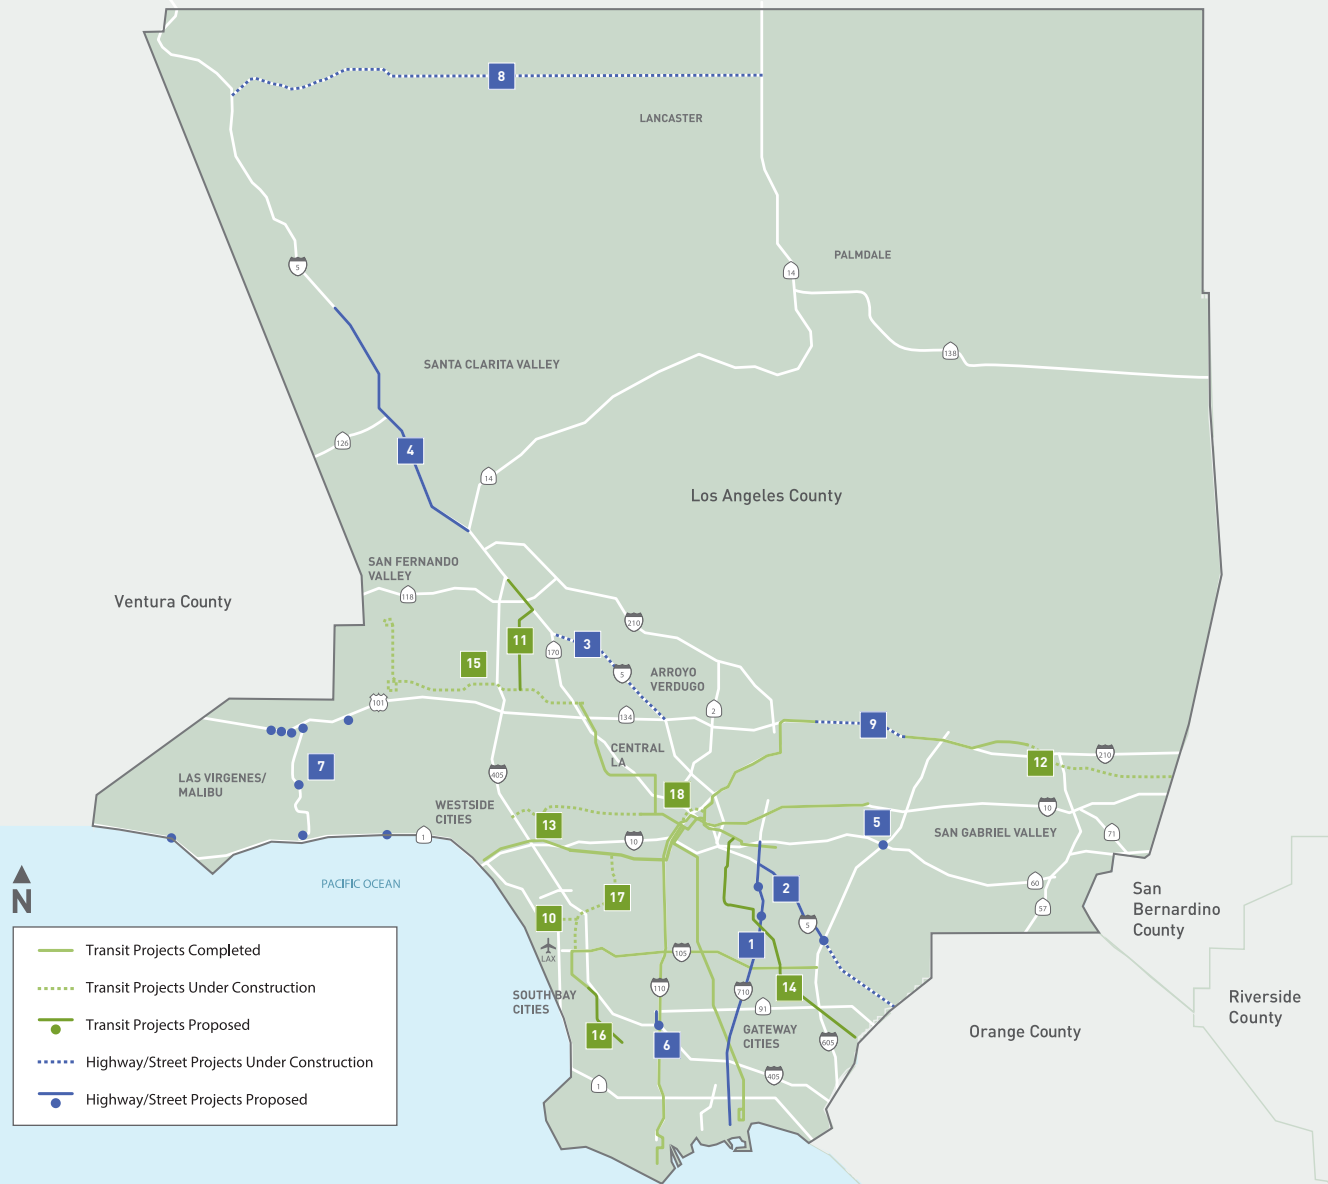 8
LANCASTER
PALMDALE
5
14
138
SANTA CLARITA VALLEY
126
4
14
Los Angeles County
SAN FERNANDO
VALLEY
118
Ventura County
210
11
3
170
15
5
ARROYO
VERDUGO
101
134
2
9
7
CENTRAL
LA
210
12
LAS VIRGENES/
MALIBU
405
18
WESTSIDE
CITIES
10
13
5
SAN GABRIEL VALLEY
71
1
10
PACIFIC OCEAN
N
60
2
San
Bernardino
County
17
57
10
5
LAX
1
105
110
710
14
SOUTH BAY
CITIES
91
Riverside
County
16
6
GATEWAY
CITIES
605
Orange County
405
1
Transit Projects Completed
Transit Projects Under Construction
Transit Projects Proposed
Highway/Street Projects Under Construction
Highway/Street Projects Proposed